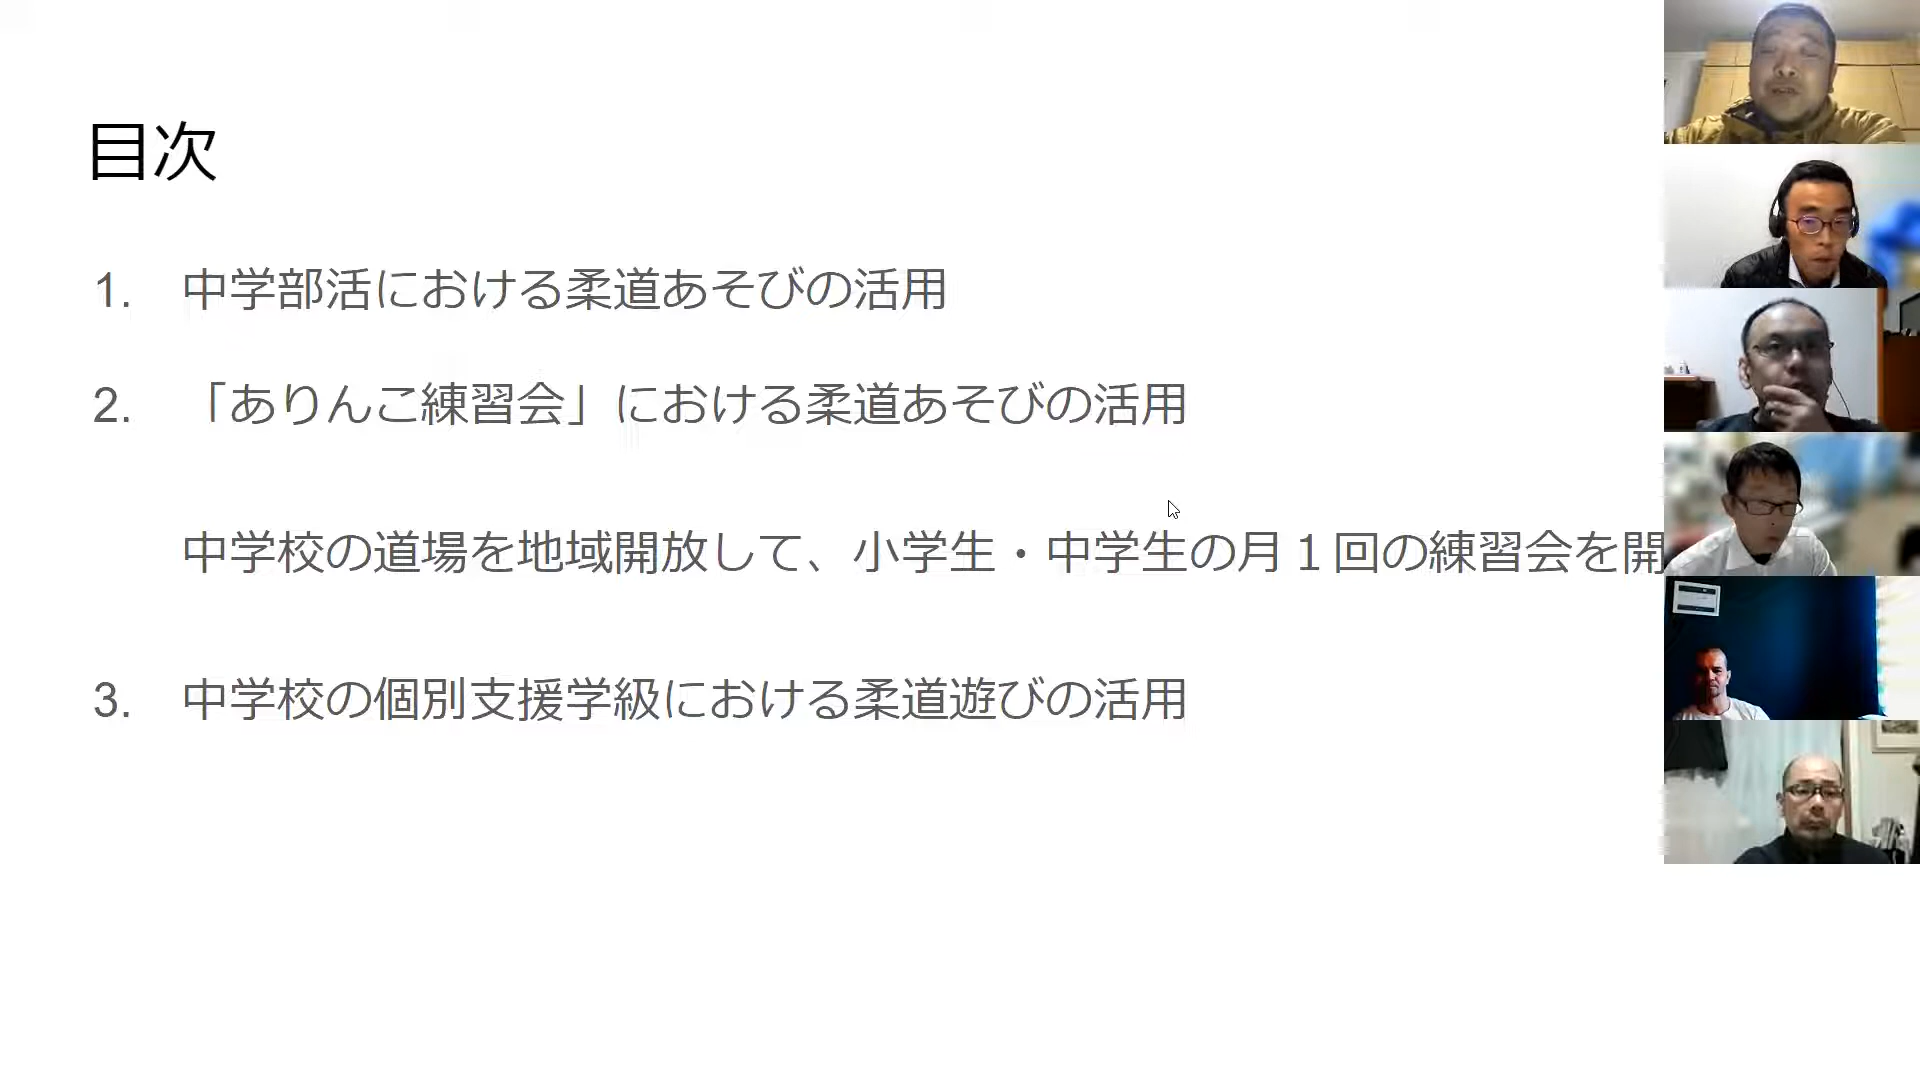 目次
1. 中学部活における柔道あそびの活用
2. 「ありんこ練習会」における柔道あそびの活用
中学校の道場を地域開放して、小学生・中学生の月１回の練習会を開
3. 中学校の個別支援学級における柔道遊びの活用